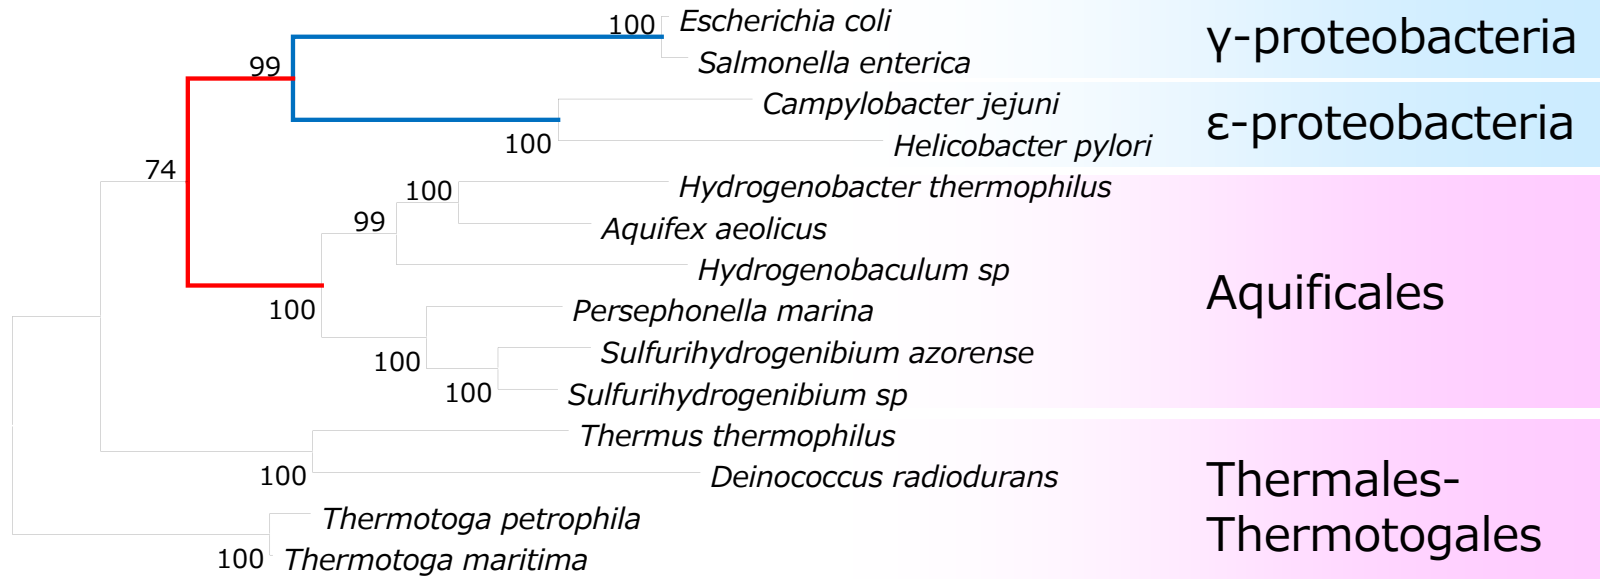 100 Escherichia coli
γ-proteobacteria
99
Salmonella enterica
Campylobacter jejuni
ε-proteobacteria
100
Helicobacter pylori
74
100
Hydrogenobacter thermophilus
99
Aquifex aeolicus
Hydrogenobaculum sp
Aquificales
100
Persephonella marina
100
Sulfurihydrogenibium azorense
100
Sulfurihydrogenibium sp
Thermus thermophilus
100
Deinococcus radiodurans
Thermales-
Thermotogales
Thermotoga petrophila
100
Thermotoga maritima